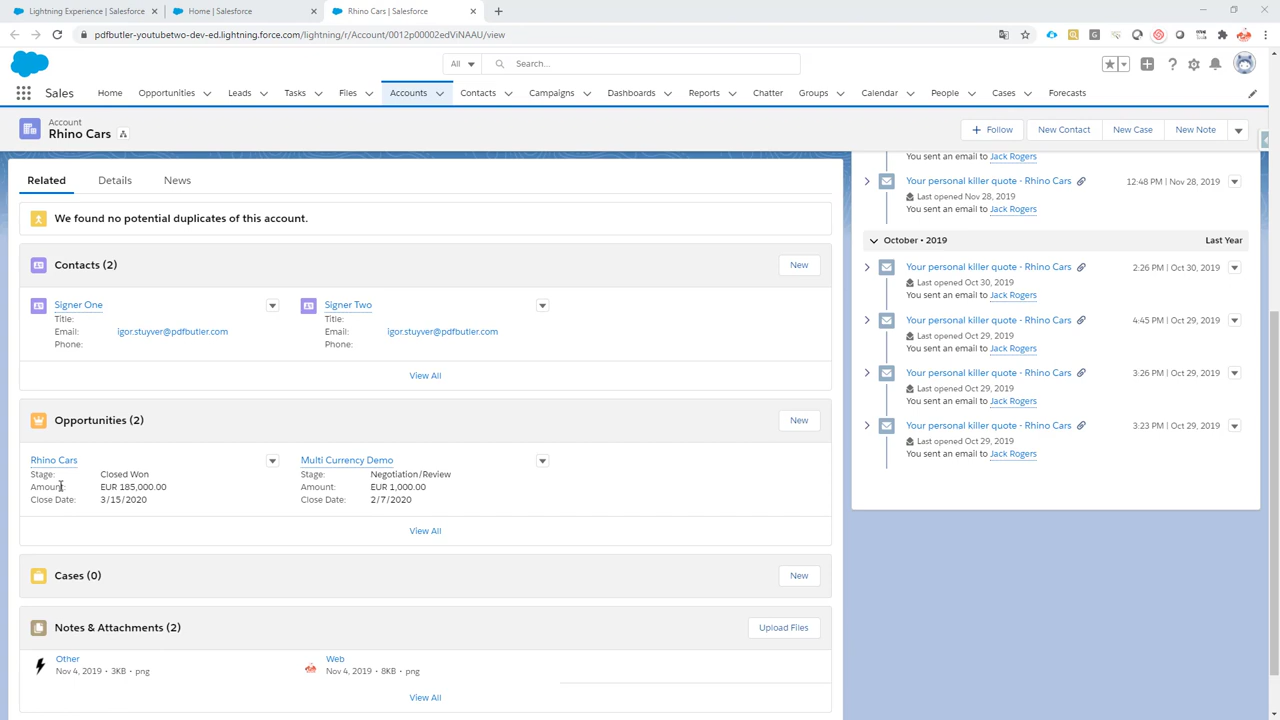 Lightning Experience | Salesforce
Home | Salesforce
Rhino Cars | Salesforce
pdfbutler-youtubetwo-dev-ed.lightning.force.com/lightning/r/Account/0012p00002edViNAAU/view
All
Search...
Sales
Home
Opportunities
Leads
Tasks
Files
Accounts
Contacts
Campaigns
Dashboards
Reports
Chatter
Groups
Calendar
People
Cases
Forecasts
Account
Rhino Cars
Follow
New Contact
New Case
New Note
Related
Details
News
We found no potential duplicates of this account.
Contacts (2)
New
Signer One
Title:
Email: igor.stuyver@pdfbutler.com
Phone:
Signer Two
Title:
Email: igor.stuyver@pdfbutler.com
Phone:
View All
Opportunities (2)
New
Rhino Cars
Stage: Closed Won
Amount: EUR 185,000.00
Close Date: 3/15/2020
Multi Currency Demo
Stage: Negotiation/Review
Amount: EUR 1,000.00
Close Date: 2/7/2020
View All
Cases (0)
New
Notes & Attachments (2)
Upload Files
Other
Nov 4, 2019 • 3KB • png
Web
Nov 4, 2019 • 8KB • png
View All
You sent an email to Jack Rogers
Your personal killer quote - Rhino Cars
12:48 PM | Nov 28, 2019
Last opened Nov 28, 2019
You sent an email to Jack Rogers
October • 2019
Last Year
Your personal killer quote - Rhino Cars
2:26 PM | Oct 30, 2019
Last opened Oct 30, 2019
You sent an email to Jack Rogers
Your personal killer quote - Rhino Cars
4:45 PM | Oct 29, 2019
Last opened Oct 29, 2019
You sent an email to Jack Rogers
Your personal killer quote - Rhino Cars
3:26 PM | Oct 29, 2019
Last opened Oct 29, 2019
You sent an email to Jack Rogers
Your personal killer quote - Rhino Cars
3:23 PM | Oct 29, 2019
Last opened Oct 29, 2019
You sent an email to Jack Rogers